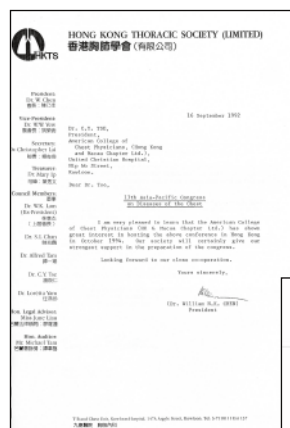 HONG KONG THORACIC SOCIETY (LIMITED)
香港胸肺學會(有限公司)
HKTS
President:
Dr. W. Chen
Vice-President:
Dr. WW Yew
Secretary:
Christopher Lai
Treasurer:
Dr. Mary Ip
Council Members:
Dr. W.K. Lam
(Ex-President)
Dr. S.L. Chan
Dr. Alfred Tam
Dr. C.Y. Tse
Dr. Loretta Yam
Hon. Legal Advisor:
Hon. Auditor:
16 September 1992
Dr. C.Y. TSE,
President,
American College of
Chest Physicians, (Hong Kong
and Macau Chapter Ltd.),
United Christian Hospital,
Hip Wo Street,
Kowloon.
Dear Dr. Tse,
13th Asia-Pacific Congress
on Diseases of the Chest
I am very pleased to learn that the American College
of Chest Physicians (HK & Macau Chapter Ltd.) has shown
great interest in hosting the above conference in Hong Kong
in October 1994. Our society will certainly give our
strongest support in the preparation of the congress.
Looking forward to our close co-operation.
Yours sincerely,
President